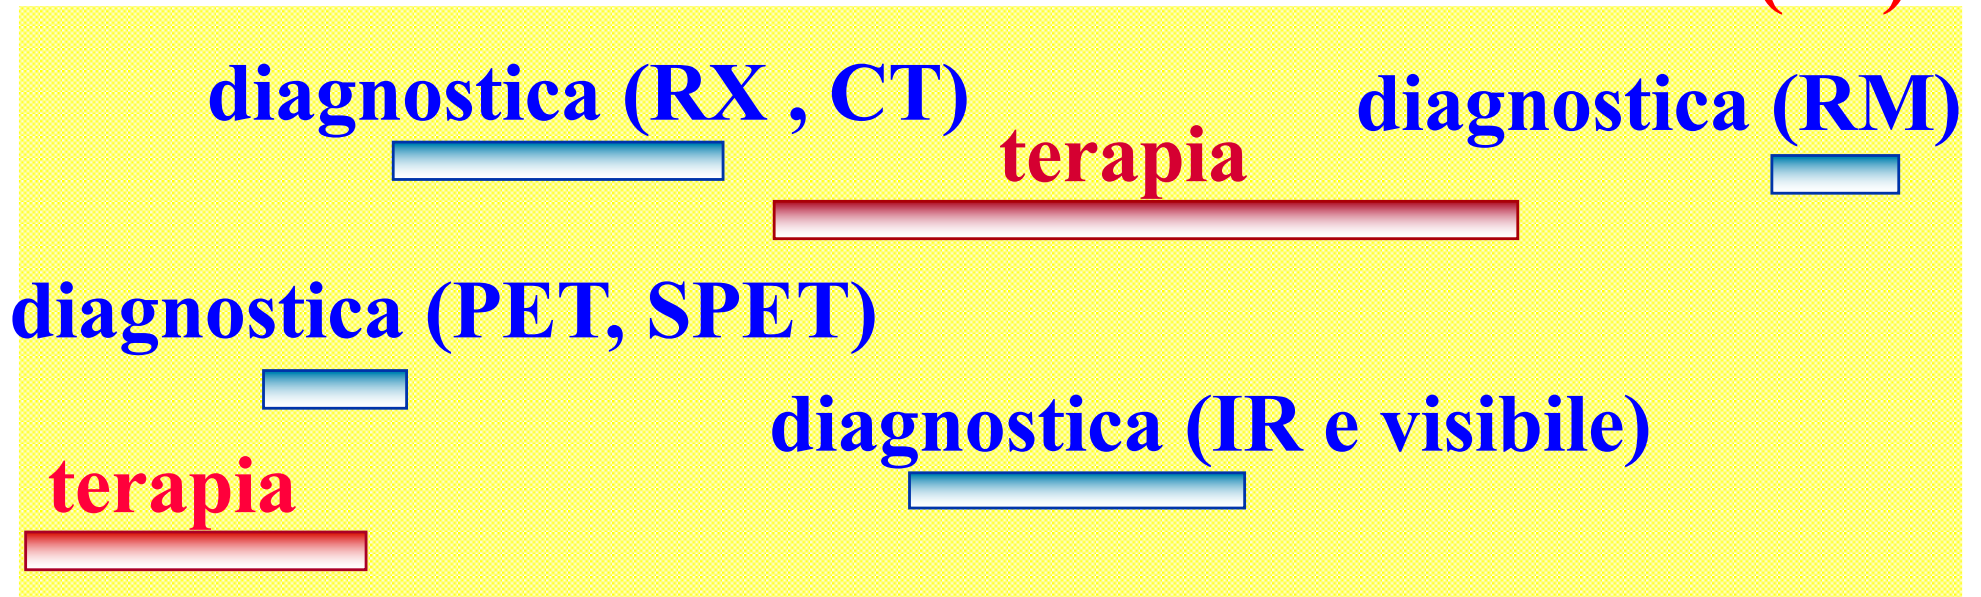 diagnostica (RX , CT)
diagnostica (RM)
terapia
diagnostica (PET, SPET)
diagnostica (IR e visibile)
terapia